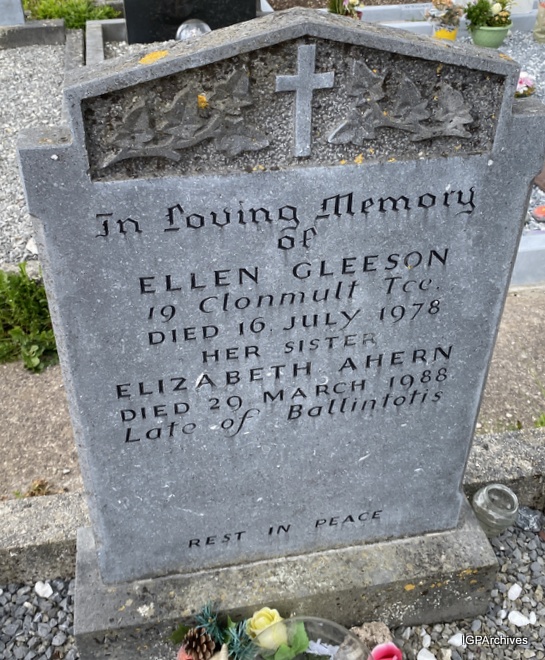 In Loving Memory
of
ELLEN GLEESON
19 Clonmult Tce.
DIED 16, JULY 1978
HER SISTER
ELIZABETH AHERN
DIED 29 MARCH 1988
Late of Ballintotis
REST IN PEACE
IGPArchives